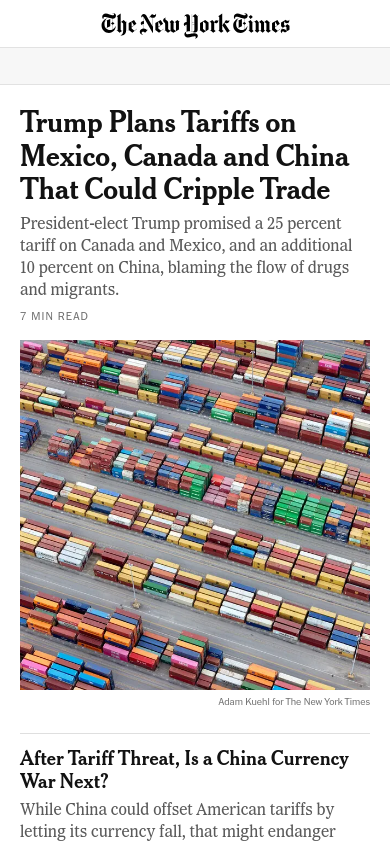 The New York Times
Trump Plans Tariffs on
Mexico, Canada and China
That Could Cripple Trade
President-elect Trump promised a 25 percent
tariff on Canada and Mexico, and an additional
10 percent on China, blaming the flow of drugs
and migrants.
7 MIN READ
Adam Kuehl for The New York Times
After Tariff Threat, Is a China Currency
War Next?
While China could offset American tariffs by
letting its currency fall, that might endanger